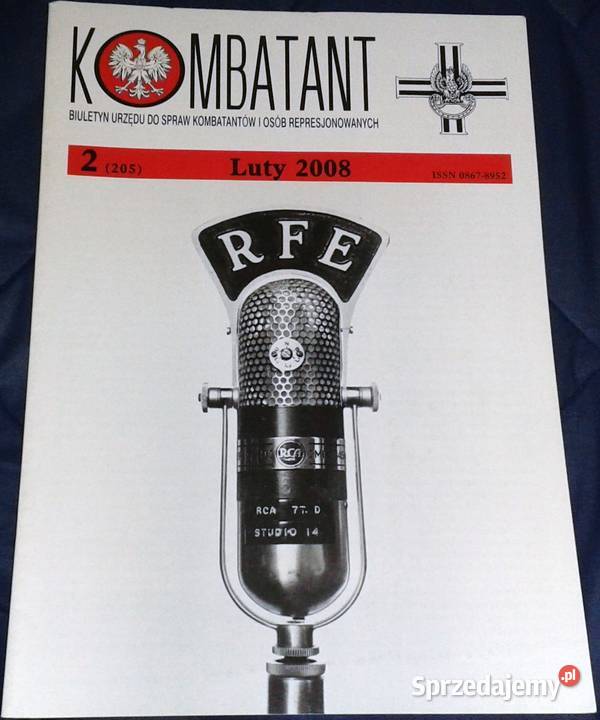 KOMBATANT
BIULETYN URZĘDU DO SPRAW KOMBATANTÓW I OSÓB REPRESJONOWANYCH
2 (205) Luty 2008 ISSN 0867-8952
RFE
RCA
RCA 77. D
STUDIO 14
Sprzedajemy.pl